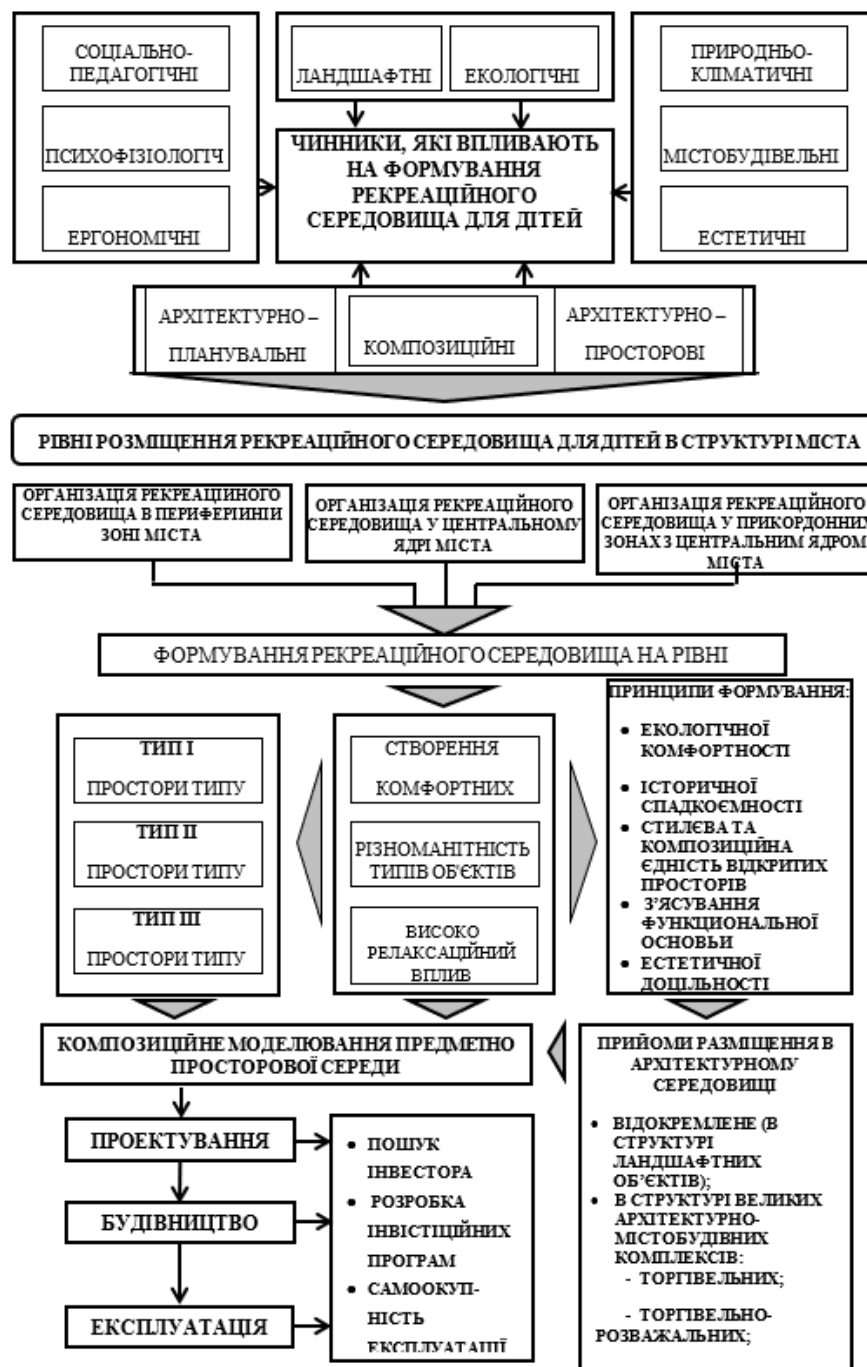 СОЦІАЛЬНО-
ПЕДАГОГІЧНІ
ПСИХОФІЗІОЛОГІЧ
ЕРГОНОМІЧНІ
ЛАНДШАФТНІ
ЕКОЛОГІЧНІ
ПРИРОДНЬО-
КЛІМАТИЧНІ
МІСТОБУДІВЕЛЬНІ
ЕСТЕТИЧНІ
ЧИННИКИ, ЯКІ ВПЛИВАЮТЬ
НА ФОРМУВАННЯ
РЕКРЕАЦІЙНОГО
СЕРЕДОВИЩА ДЛЯ ДІТЕЙ
АРХІТЕКТУРНО –
ПЛАНУВАЛЬНІ
КОМПОЗИЦІЙНІ
АРХІТЕКТУРНО –
ПРОСТОРОВІ
РІВНІ РОЗМІЩЕННЯ РЕКРЕАЦІЙНОГО СЕРЕДОВИЩА ДЛЯ ДІТЕЙ В СТРУКТУРІ МІСТА
ОРГАНІЗАЦІЯ РЕКРЕАЦІЙНОГО
СЕРЕДОВИЩА В ПЕРИФЕРІЙНІЙ
ЗОНІ МІСТА
ОРГАНІЗАЦІЯ РЕКРЕАЦІЙНОГО
СЕРЕДОВИЩА У ЦЕНТРАЛЬНОМУ
ЯДРІ МІСТА
ОРГАНІЗАЦІЯ РЕКРЕАЦІЙНОГО
СЕРЕДОВИЩА У ПРИКОРДОННИХ
ЗОНАХ З ЦЕНТРАЛЬНИМ ЯДРОМ
МІСТА
ФОРМУВАННЯ РЕКРЕАЦІЙНОГО СЕРЕДОВИЩА НА РІВНІ
ТИП І
ПРОСТОРИ ТИПУ
ТИП ІІ
ПРОСТОРИ ТИПУ
ТИП ІІІ
ПРОСТОРИ ТИПУ
СТВОРЕННЯ
КОМФОРТНИХ
РІЗНОМАНІТНІСТЬ
ТИПІВ ОБ'ЄКТІВ
ВИСОКО
РЕЛАКСАЦІЙНИЙ
ВПЛИВ
ПРИНЦИПИ ФОРМУВАННЯ:
• ЕКОЛОГІЧНОЇ
КОМФОРТНОСТІ
• ІСТОРИЧНОЇ
СПАДКОЄМНОСТІ
• СТИЛЄВА ТА
КОМПОЗИЦІЙНА
ЄДНІСТЬ ВІДКРИТИХ
ПРОСТОРІВ
• З'ЯСУВАННЯ
ФУНКЦІОНАЛЬНОЇ
ОСНОВЬИ
• ЕСТЕТИЧНОЇ
ДОЦІЛЬНОСТІ
КОМПОЗИЦІЙНЕ МОДЕЛЮВАННЯ ПРЕДМЕТНО
ПРОСТОРОВОЇ СЕРЕДИ
ПРОЕКТУВАННЯ
БУДІВНИЦТВО
ЕКСПЛУАТАЦІЯ
• ПОШУК
ІНВЕСТОРА
• РОЗРОБКА
ІНВІСТІЦІЙНИХ
ПРОГРАМ
• САМООКУП-
НІСТЬ
ЕКСПЛУАТАЦІЇ
ПРИЙОМИ РАЗМІЩЕННЯ В
АРХІТЕКТУРНОМУ
СЕРЕДОВИЩІ
• ВІДОКРЕМЛЕНЕ (В
СТРУКТУРІ
ЛАНДШАФТНИХ
ОБ'ЄКТІВ);
• В СТРУКТУРІ ВЕЛИКИХ
АРХІТЕКТУРНО-
МІСТОБУДІВНИХ
КОМПЛЕКСІВ:
- ТОРГІВЕЛЬНИХ;
- ТОРГІВЕЛЬНО-
РОЗВАЖАЛЬНИХ;